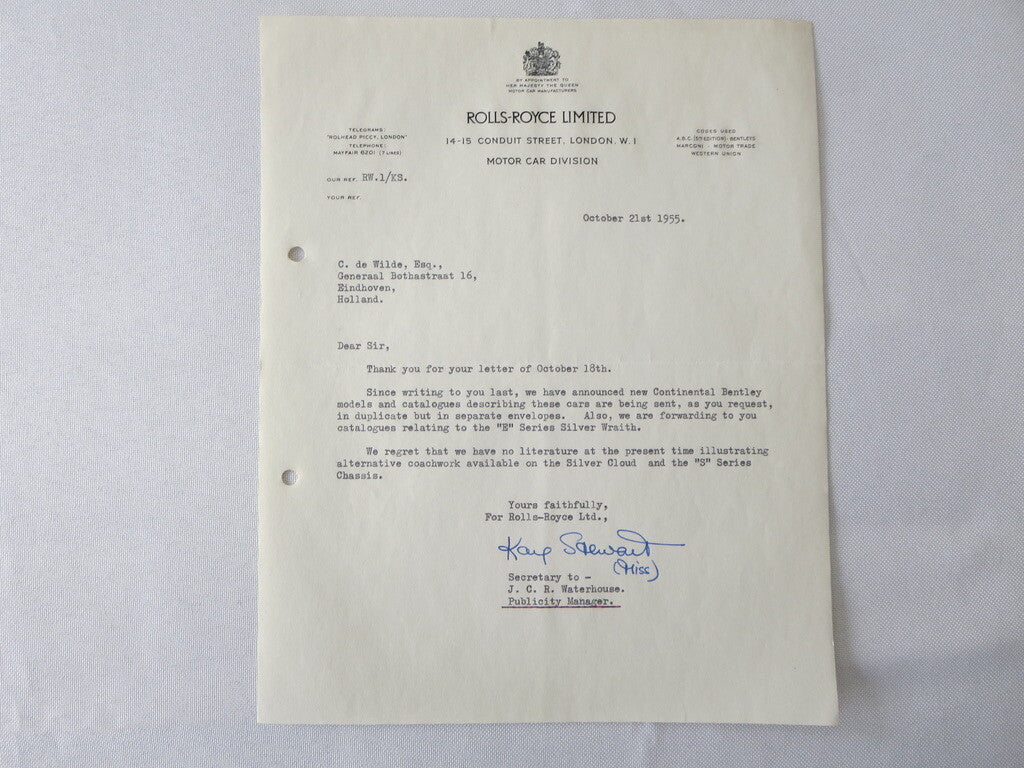 BY APPOINTMENT TO
HER MAJESTY THE QUEEN
MOTOR CAR MANUFACTURERS
ROLLS-ROYCE LIMITED
14-15 CONDUIT STREET, LONDON, W.1
MOTOR CAR DIVISION
TELEGRAMS:
"ROLHEAD PICCY, LONDON"
TELEPHONE:
MAYFAIR 6201 (7 LINES)
CODES USED
A.B.C. (5TH EDITION) - BENTLEYS
MARCONI - MOTOR TRADE
WESTERN UNION
OUR REF. RW.1/KS.
YOUR REF.
October 21st 1955.
C. de Wilde, Esq.,
Generaal Bothastraat 16,
Eindhoven,
Holland.
Dear Sir,
Thank you for your letter of October 18th.
Since writing to you last, we have announced new Continental Bentley
models and catalogues describing these cars are being sent, as you request,
in duplicate but in separate envelopes. Also, we are forwarding to you
catalogues relating to the "E" Series Silver Wraith.
We regret that we have no literature at the present time illustrating
alternative coachwork available on the Silver Cloud and the "S" Series
Chassis.
Yours faithfully,
For Rolls-Royce Ltd.,
Kay Stewart
(Miss)
Secretary to -
J. C. R. Waterhouse.
Publicity Manager.